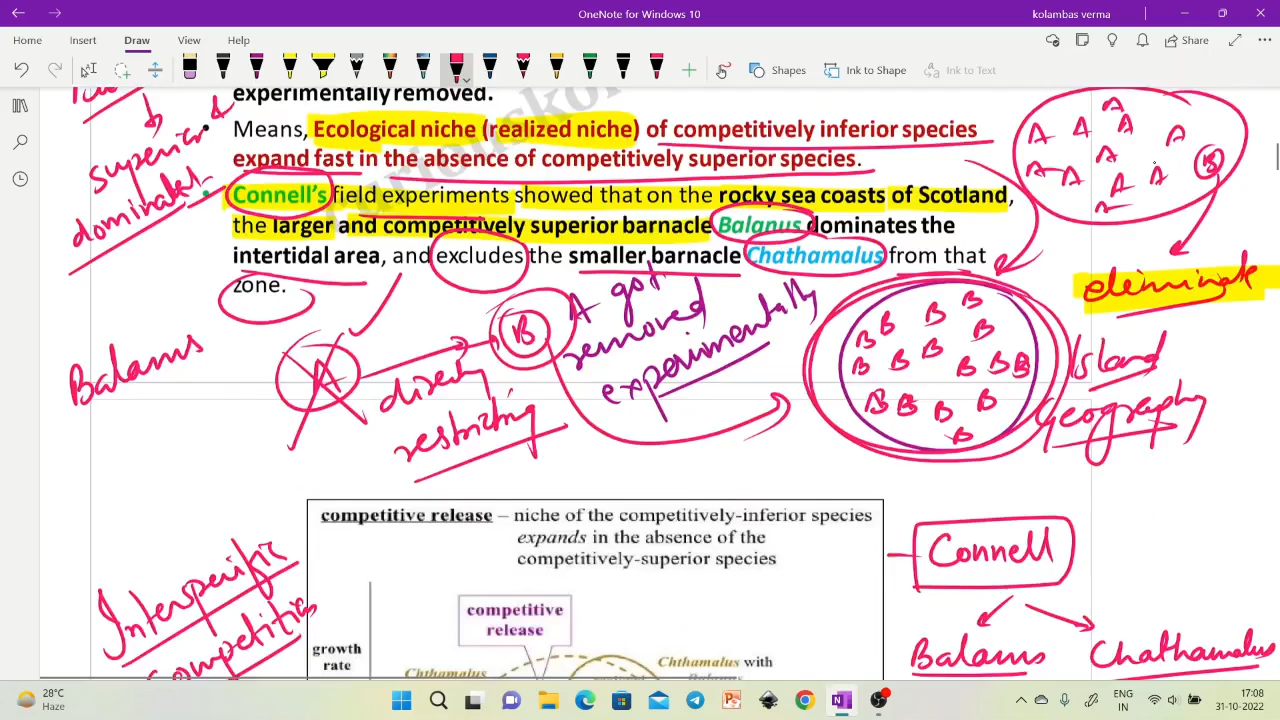 OneNote for Windows 10
kolambas verma
Home Insert Draw View Help
Share
Shapes
Ink to Shape
Ink to Text
experimentally removed.
Means, Ecological niche (realized niche) of competitively inferior species
expand fast in the absence of competitively superior species.
Connell's field experiments showed that on the rocky sea coasts of Scotland,
the larger and competitively superior barnacle Balanus dominates the
intertidal area, and excludes the smaller barnacle Chathamalus from that
zone.
superior
dominates
A A A A A A A A A A A B
eliminate
Balanus
A
directly
restricting
B
A got
removed
experimentally
B B B B B B B B B B B B B B B B
Island
Geography
competitive release – niche of the competitively-inferior species
expands in the absence of the
competitively-superior species
Connell
Balanus
Chathamalus
Interspecific
competition
competitive
release
growth
rate
Chthamalus
Chthamalus with
28°C
Haze
ENG
IN
17:08
31-10-2022